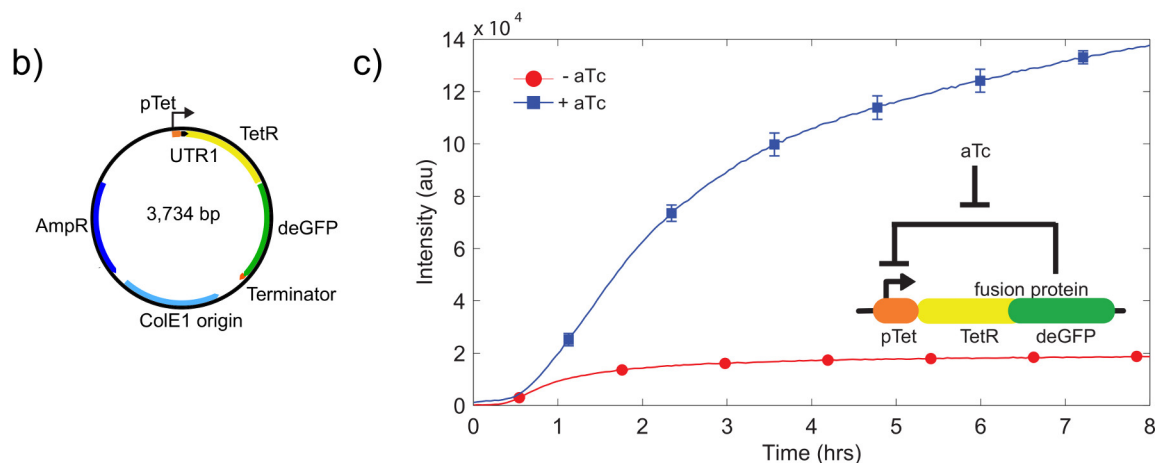 b)
pTet
TetR
UTR1
3,734 bp
AmpR
deGFP
Terminator
ColE1 origin
c)
x 10 4
14
12
10
8
6
4
2
0
Intensity (au)
- aTc
+ aTc
aTc
fusion protein
pTet TetR deGFP
0 1 2 3 4 5 6 7 8
Time (hrs)